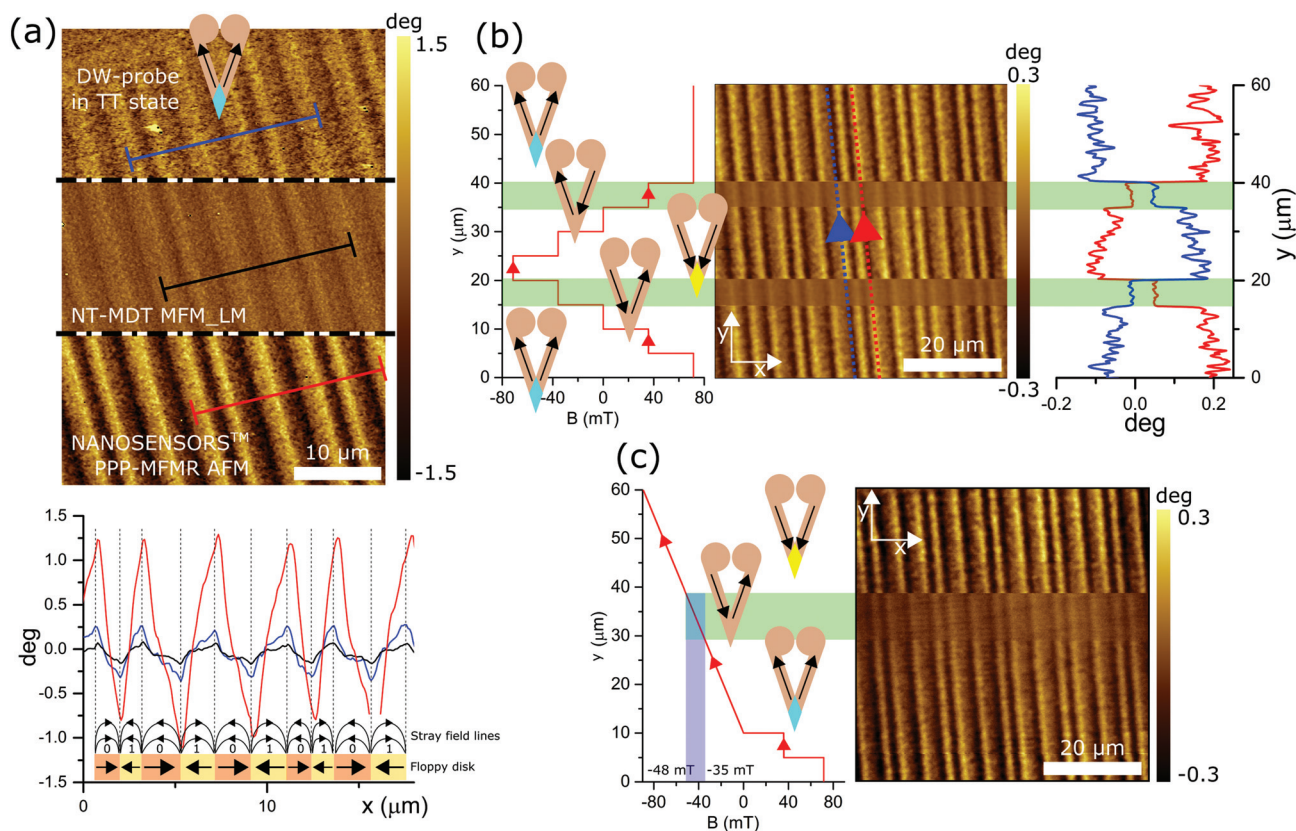 (a)
deg
1.5
DW-probe
in TT state
NT-MDT MFM_LM
NANOSENSORS™
PPP-MFMR AFM
10 µm
-1.5
1.5
1.0
0.5
0.0
-0.5
-1.0
-1.5
deg
Stray field lines
0 1 0 1 0 1 0 1 0 1
Floppy disk
0 10
x (µm)
(b)
60
50
40
30
20
10
0
y (µm)
-80 -40 0 40 80
B (mT)
y
x
20 µm
deg
0.3
-0.3
60
40
20
0
y (µm)
-0.2 0.0 0.2
deg
(c)
60
50
40
30
20
10
0
y (µm)
-48 mT -35 mT
-80 -40 0 40 80
B (mT)
y
x
20 µm
deg
0.3
-0.3